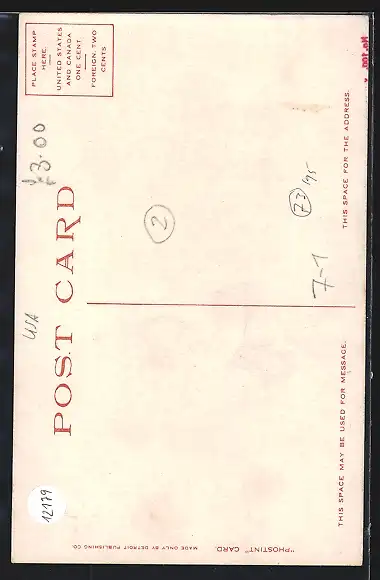 PLACE STAMP
HERE.
UNITED STATES
AND CANADA
ONE CENT.
FOREIGN, TWO
CENTS
$3.00
POST CARD
USA
12179
2
73
7-1
THIS SPACE FOR THE ADDRESS.
THIS SPACE MAY BE USED FOR MESSAGE.
"PHOSTINT" CARD.
MADE ONLY BY DETROIT PUBLISHING CO.